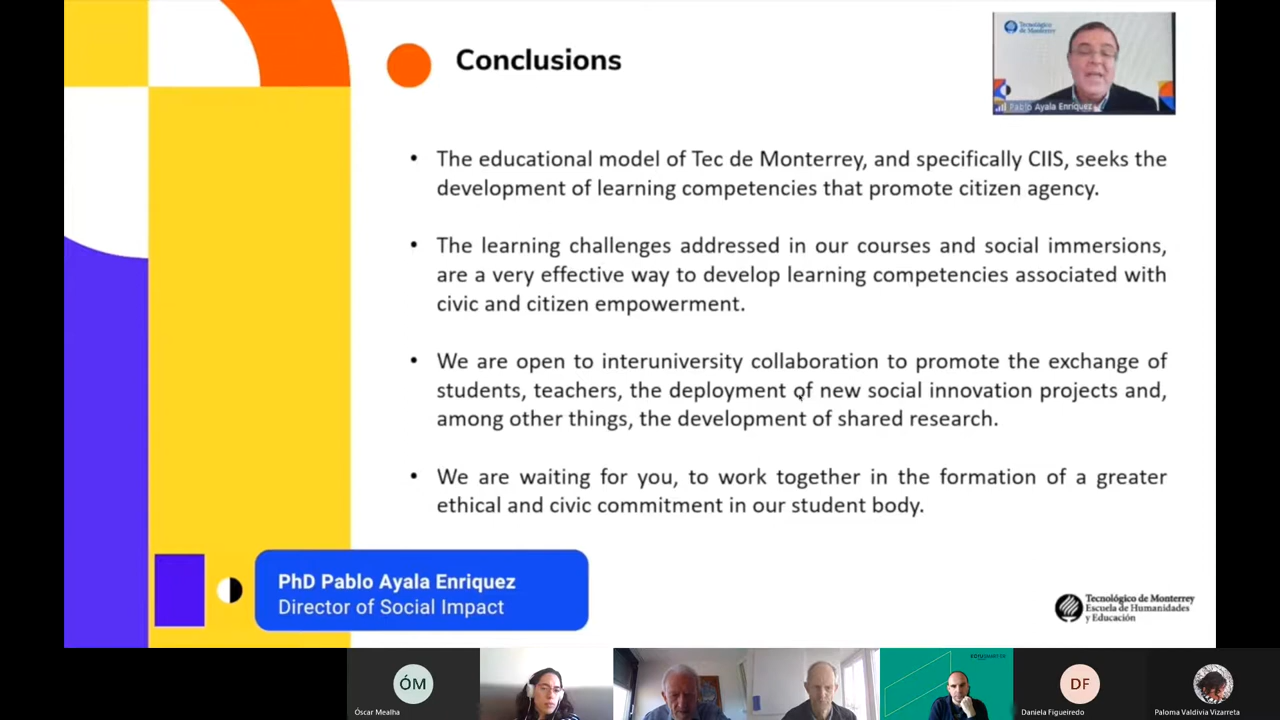 Conclusions
Tecnológico
de Monterrey
Pablo Ayala Enriquez
• The educational model of Tec de Monterrey, and specifically CIIS, seeks the
development of learning competencies that promote citizen agency.
• The learning challenges addressed in our courses and social immersions,
are a very effective way to develop learning competencies associated with
civic and citizen empowerment.
• We are open to interuniversity collaboration to promote the exchange of
students, teachers, the deployment of new social innovation projects and,
among other things, the development of shared research.
• We are waiting for you, to work together in the formation of a greater
ethical and civic commitment in our student body.
PhD Pablo Ayala Enriquez
Director of Social Impact
Tecnológico de Monterrey
Escuela de Humanidades
y Educación
ÓM
Óscar Mealha
DF
Daniela Figueiredo
Paloma Valdivia Vizarreta